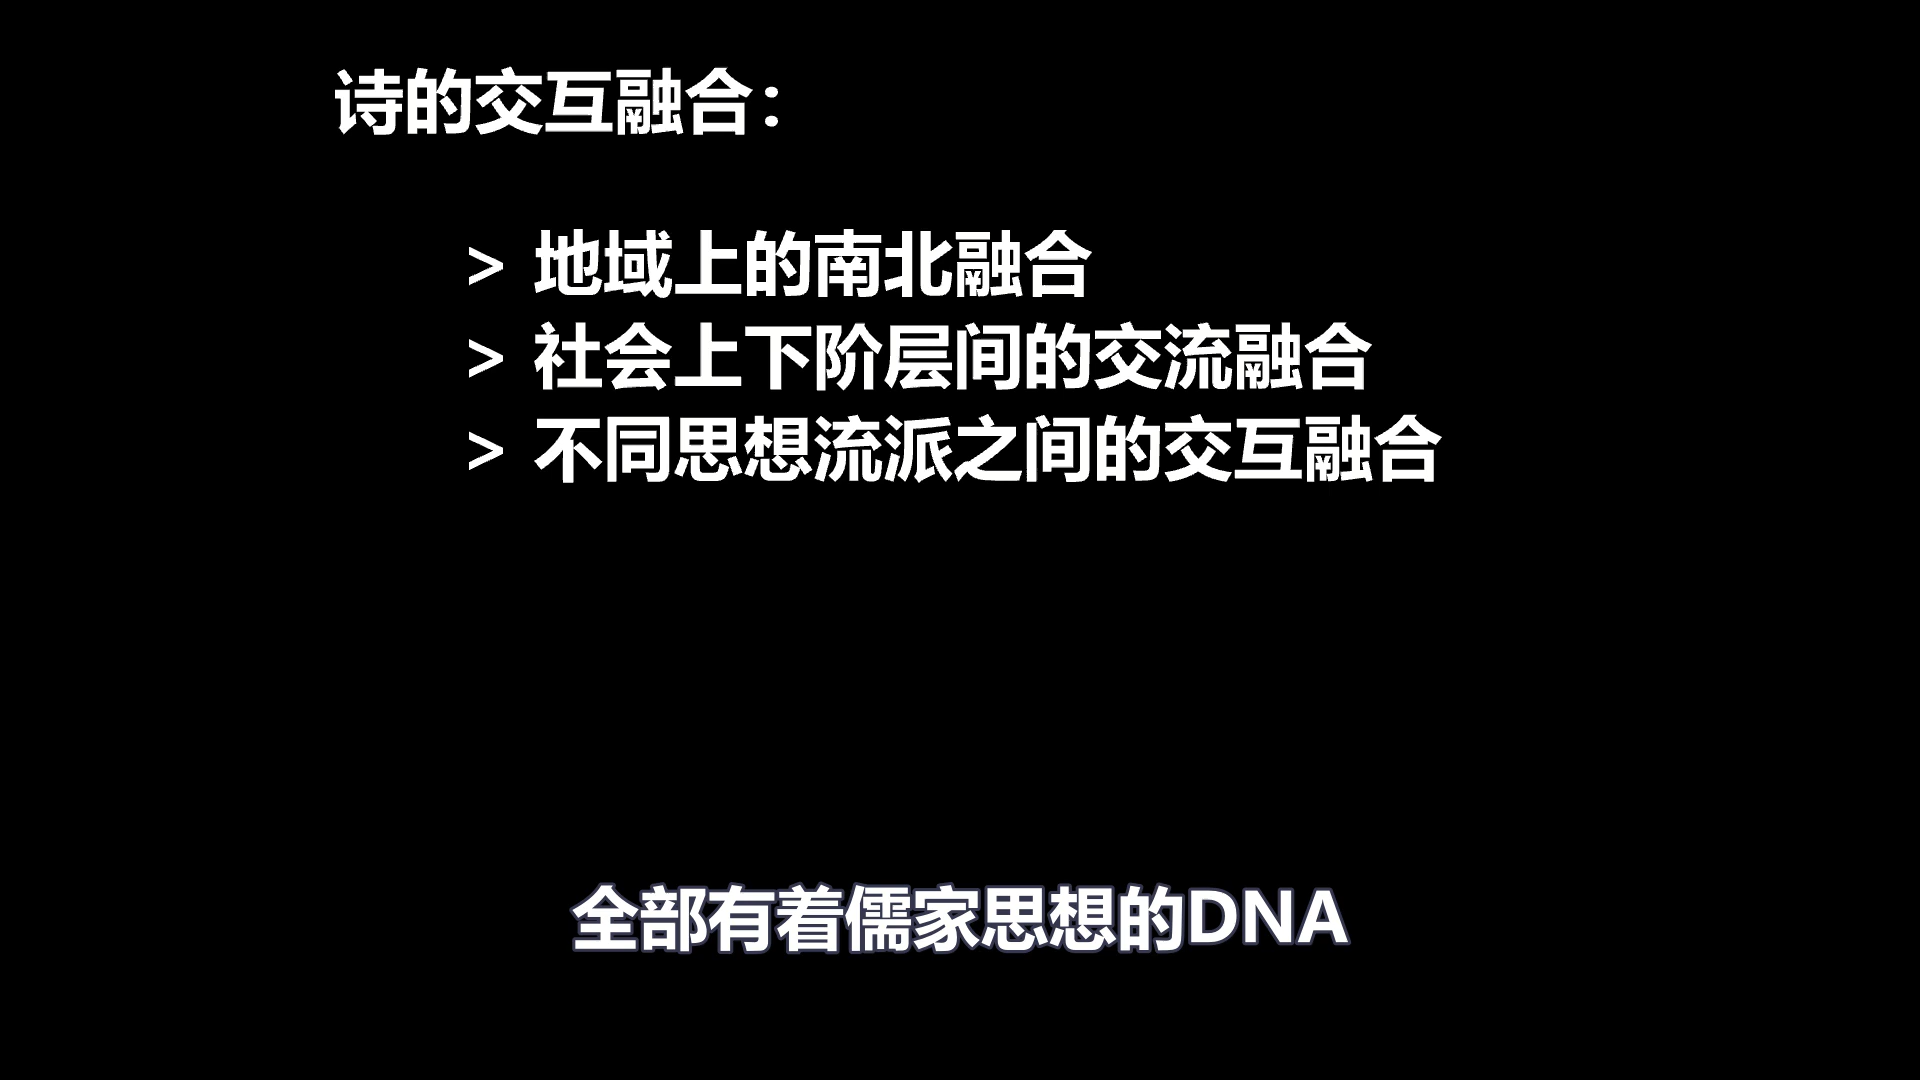 诗的交互融合：
> 地域上的南北融合
> 社会上下阶层间的交流融合
> 不同思想流派之间的交互融合
全部有着儒家思想的DNA